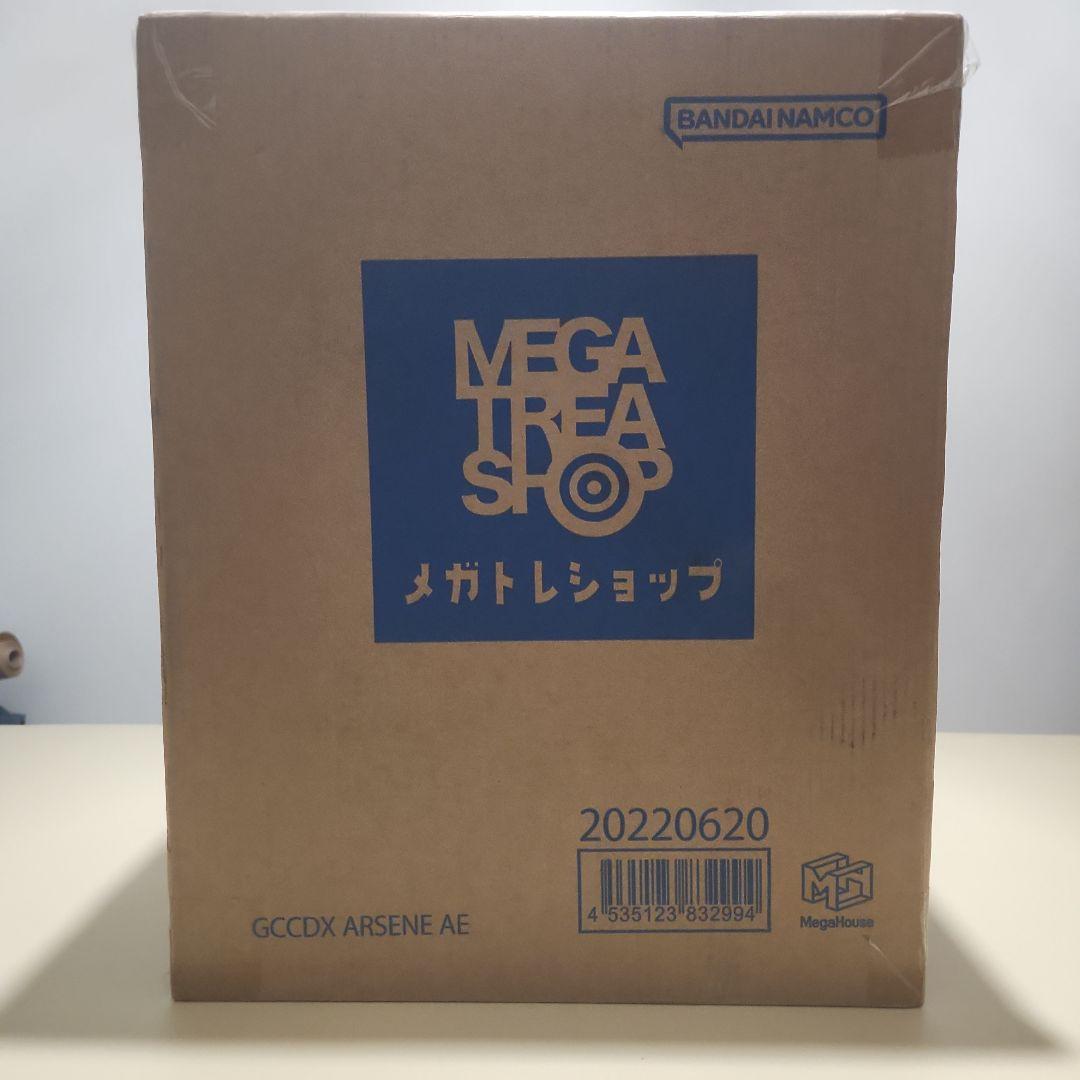 BANDAI NAMCO
MEGA
TREA
SHOP
メガトレショップ
20220620
4 535123 832994
GCCDX ARSENE AE
MegaHouse